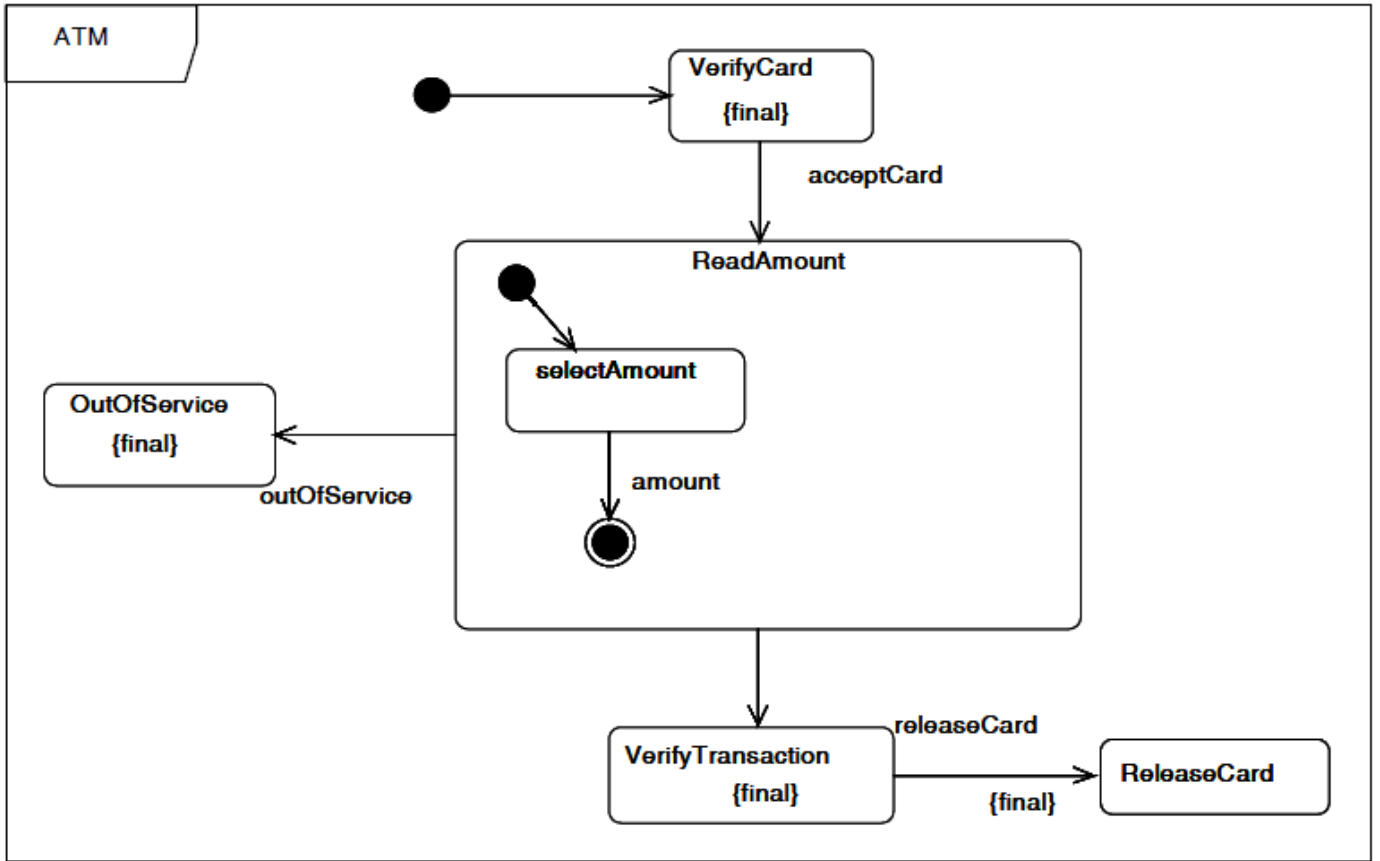 ATM
VerifyCard
{final}
acceptCard
ReadAmount
selectAmount
OutOfService
{final}
amount
outOfService
releaseCard
VerifyTransaction
{final}
ReleaseCard
{final}